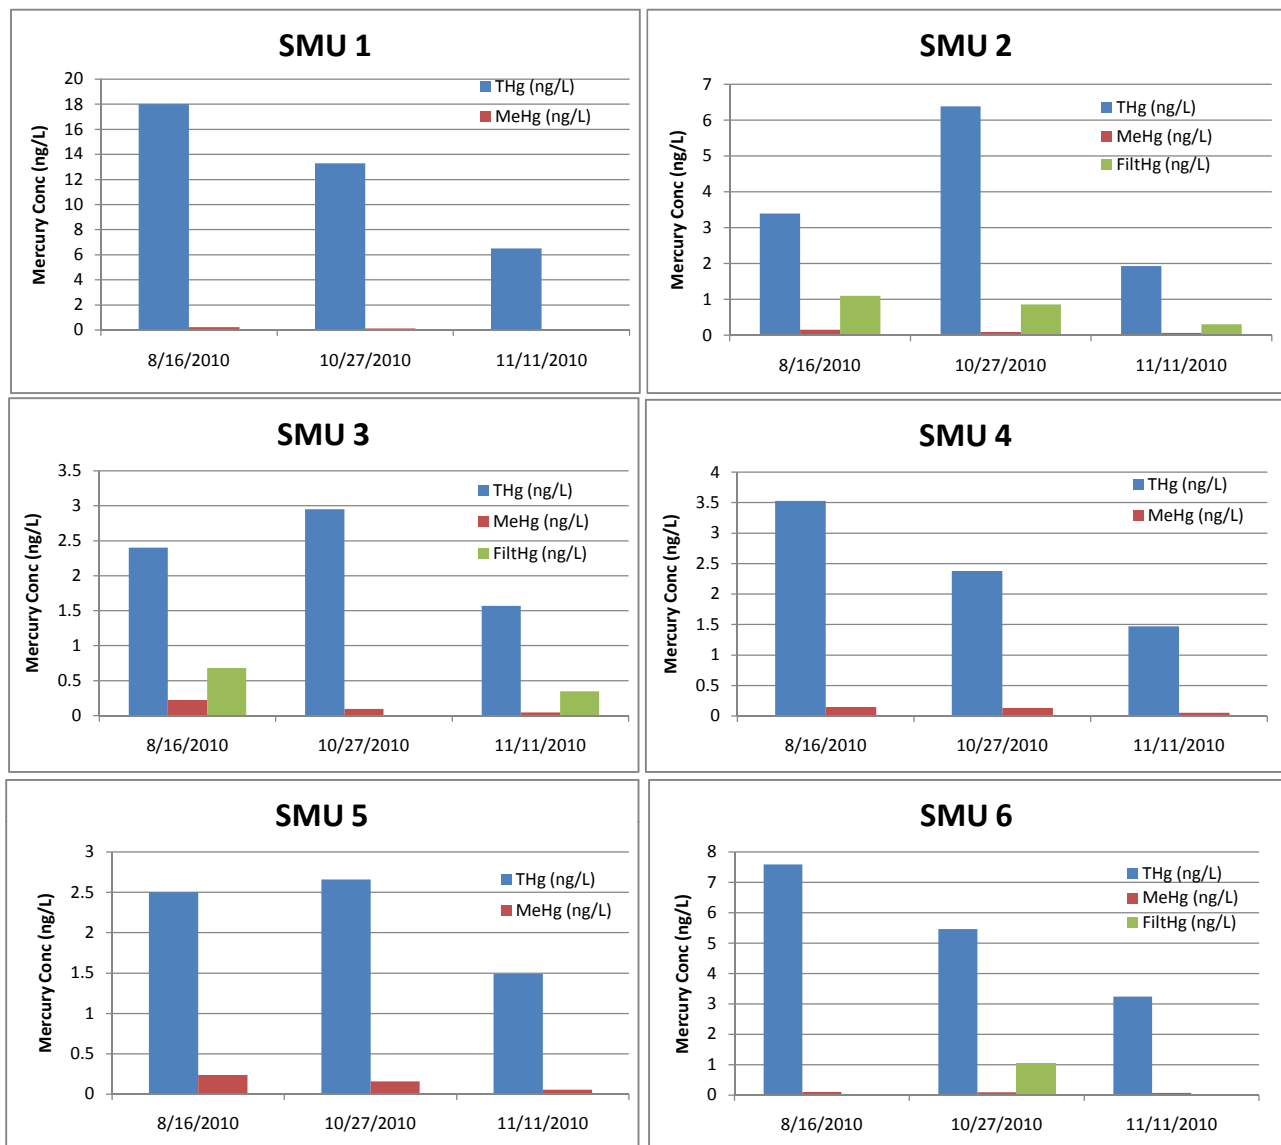 SMU 1
Mercury Conc (ng/L)
20
18
16
14
12
10
8
6
4
2
0
THg (ng/L)
MeHg (ng/L)
8/16/2010
10/27/2010
11/11/2010
SMU 2
Mercury Conc (ng/L)
7
6
5
4
3
2
1
0
THg (ng/L)
MeHg (ng/L)
FiltHg (ng/L)
8/16/2010
10/27/2010
11/11/2010
SMU 3
Mercury Conc (ng/L)
3.5
3
2.5
2
1.5
1
0.5
0
THg (ng/L)
MeHg (ng/L)
FiltHg (ng/L)
8/16/2010
10/27/2010
11/11/2010
SMU 4
Mercury Conc (ng/L)
4
3.5
3
2.5
2
1.5
1
0.5
0
THg (ng/L)
MeHg (ng/L)
8/16/2010
10/27/2010
11/11/2010
SMU 5
Mercury Conc (ng/L)
3
2.5
2
1.5
1
0.5
0
THg (ng/L)
MeHg (ng/L)
8/16/2010
10/27/2010
11/11/2010
SMU 6
Mercury Conc (ng/L)
8
7
6
5
4
3
2
1
0
THg (ng/L)
MeHg (ng/L)
FiltHg (ng/L)
8/16/2010
10/27/2010
11/11/2010